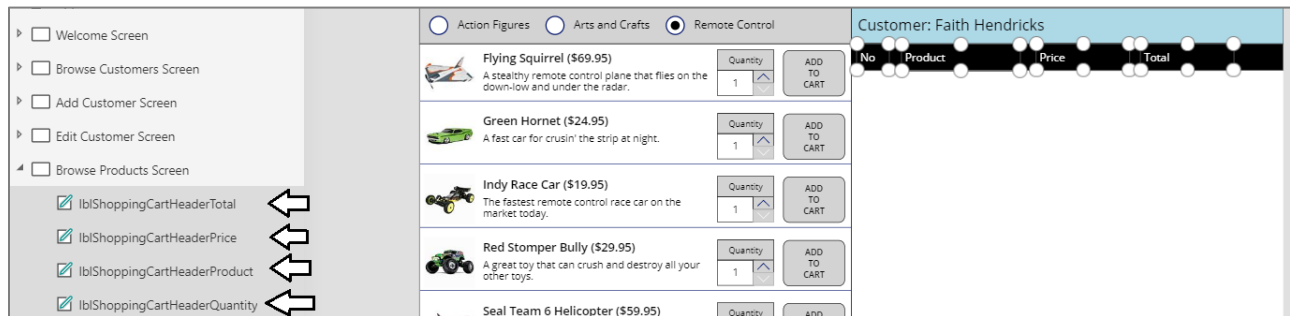 Welcome Screen
Browse Customers Screen
Add Customer Screen
Edit Customer Screen
Browse Products Screen
lblShoppingCartHeaderTotal
lblShoppingCartHeaderPrice
lblShoppingCartHeaderProduct
lblShoppingCartHeaderQuantity
Action Figures Arts and Crafts Remote Control
Flying Squirrel ($69.95)
A stealthy remote control plane that flies on the
down-low and under the radar.
Quantity
1
ADD
TO
CART
Green Hornet ($24.95)
A fast car for crusin' the strip at night.
Quantity
1
ADD
TO
CART
Indy Race Car ($19.95)
The fastest remote control race car on the
market today.
Quantity
1
ADD
TO
CART
Red Stomper Bully ($29.95)
A great toy that can crush and destroy all your
other toys.
Quantity
1
ADD
TO
CART
Seal Team 6 Helicopter ($59.95)
Quantity
ADD
Customer: Faith Hendricks
No Product Price Total